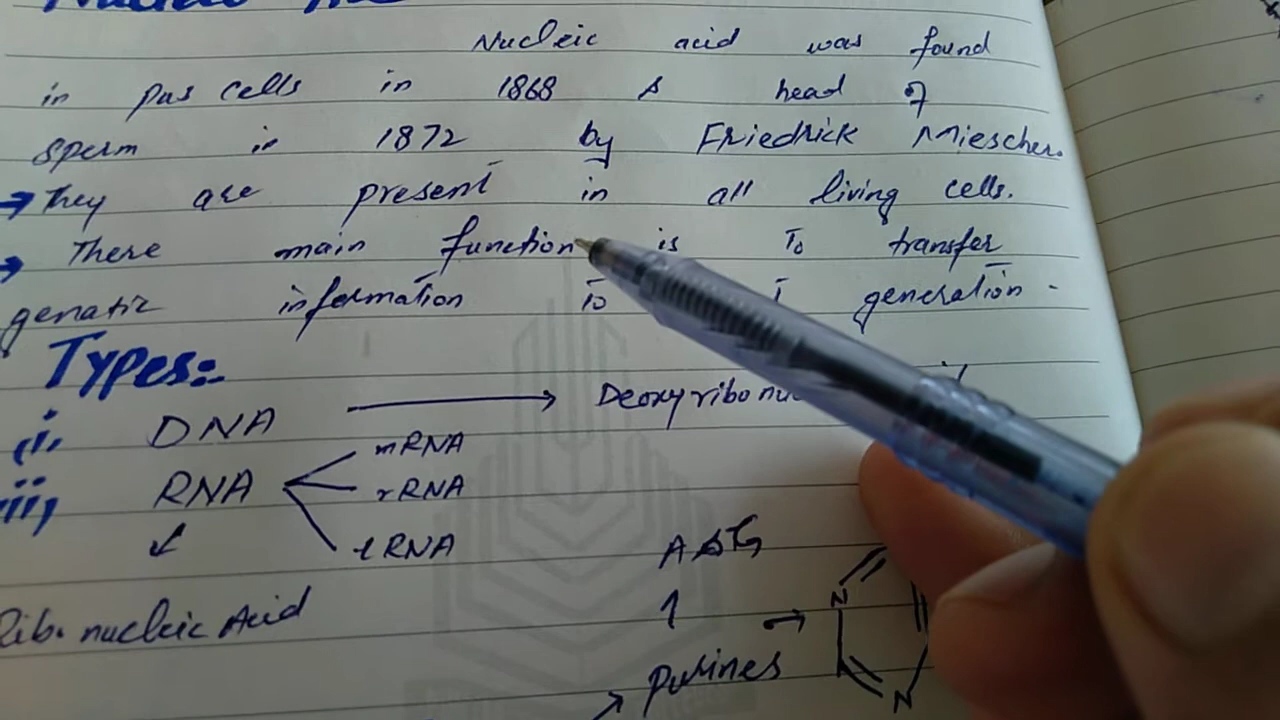 Nucleic acid was found
in pus cells in 1868 & head of
sperm in 1872 by Friedrick Miescher.
→ They are present in all living cells.
→ There main function is To transfer
genatic information To generation.
Types:-
(i) DNA → Deoxyribo
(ii) RNA
mRNA
rRNA
tRNA
Ribo nucleic Acid
A & G
Purines
N
N